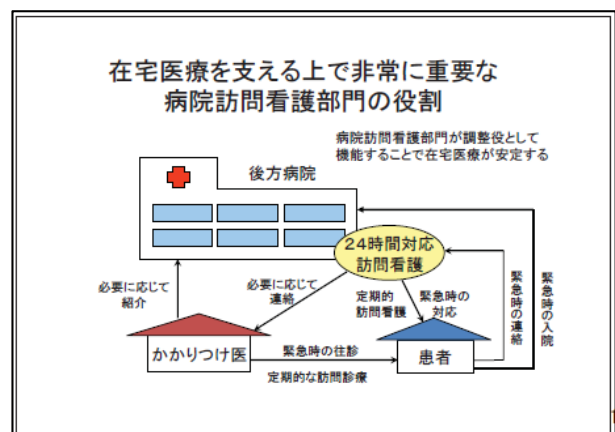 在宅医療を支える上で非常に重要な
病院訪問看護部門の役割
病院訪問看護部門が調整役として
機能することで在宅医療が安定する
後方病院
24時間対応
訪問看護
必要に応じて
紹介
必要に応じて
連絡
定期的
訪問看護
緊急時の
対応
緊急時の連絡
緊急時の入院
かかりつけ医
緊急時の往診
定期的な訪問診療
患者